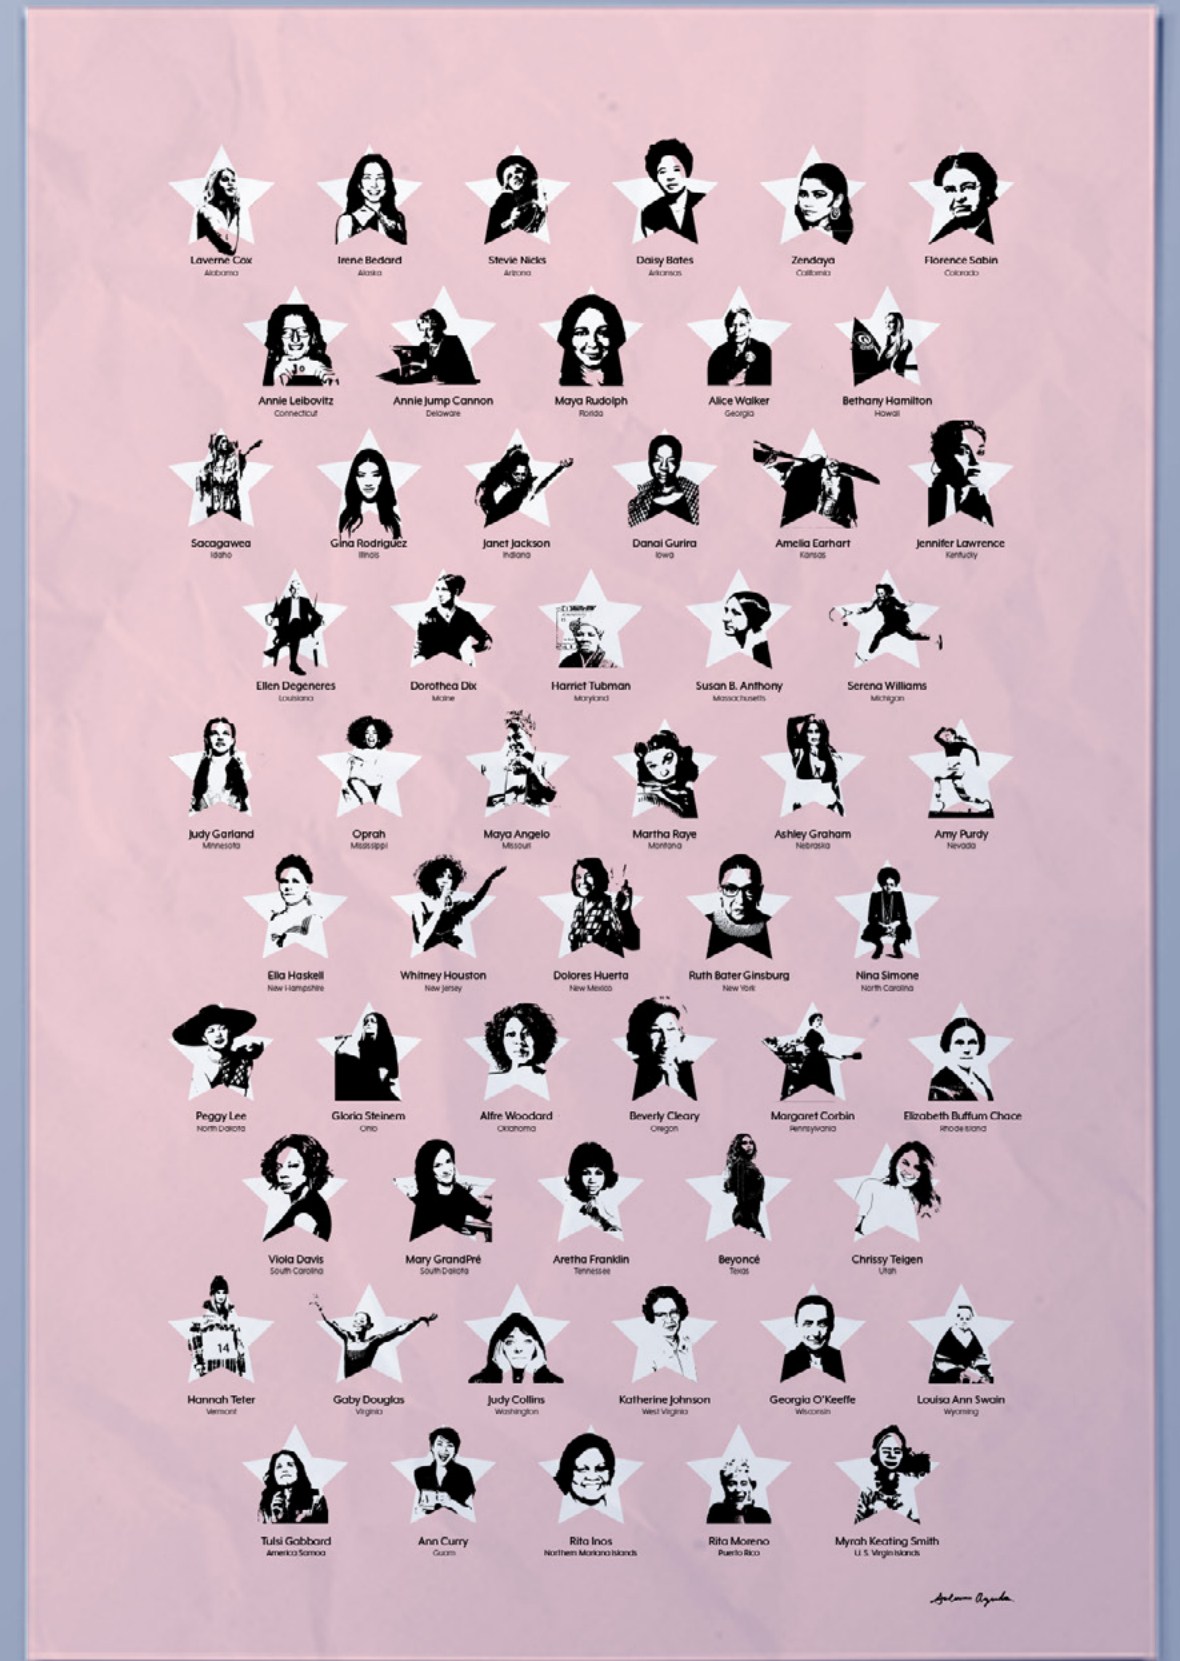 Laverne Cox
Alabama
Irene Bedard
Alaska
Stevie Nicks
Arizona
Daisy Bates
Arkansas
Zendaya
California
Florence Sabin
Colorado
Annie Leibovitz
Connecticut
Annie Jump Cannon
Delaware
Maya Rudolph
Florida
Alice Walker
Georgia
Bethany Hamilton
Hawaii
Sacagawea
Idaho
Gina Rodriguez
Illinois
Janet Jackson
Indiana
Danai Gurira
Iowa
Amelia Earhart
Kansas
Jennifer Lawrence
Kentucky
Ellen Degeneres
Louisiana
Dorothea Dix
Maine
Harriet Tubman
Maryland
Susan B. Anthony
Massachusetts
Serena Williams
Michigan
Judy Garland
Minnesota
Oprah
Mississippi
Maya Angelo
Missouri
Martha Raye
Montana
Ashley Graham
Nebraska
Amy Purdy
Nevada
Ella Haskell
New Hampshire
Whitney Houston
New Jersey
Dolores Huerta
New Mexico
Ruth Bater Ginsburg
New York
Nina Simone
North Carolina
Peggy Lee
North Dakota
Gloria Steinem
Ohio
Alfre Woodard
Oklahoma
Beverly Cleary
Oregon
Margaret Corbin
Pennsylvania
Elizabeth Buffum Chace
Rhode Island
Viola Davis
South Carolina
Mary GrandPré
South Dakota
Aretha Franklin
Tennessee
Beyoncé
Texas
Chrissy Teigen
Utah
14
Hannah Teter
Vermont
Gaby Douglas
Virginia
Judy Collins
Washington
Katherine Johnson
West Virginia
Georgia O'Keeffe
Wisconsin
Louisa Ann Swain
Wyoming
Tulsi Gabbard
America Samoa
Ann Curry
Guam
Rita Inos
Northern Mariana Islands
Rita Moreno
Puerto Rico
Myrah Keating Smith
U. S. Virgin Islands